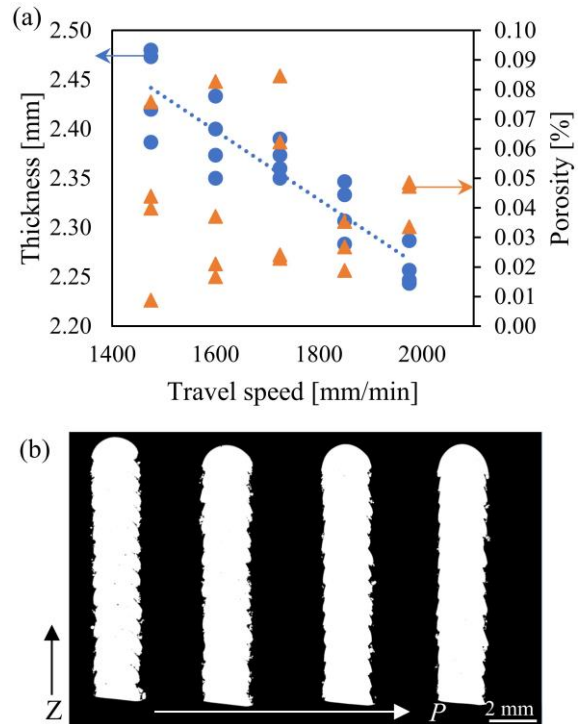 (a)
2.50
2.45
2.40
2.35
2.30
2.25
2.20
Thickness [mm]
0.10
0.09
0.08
0.07
0.06
0.05
0.04
0.03
0.02
0.01
0.00
Porosity [%]
1400 1600 1800 2000
Travel speed [mm/min]
(b)
Z
P
2 mm